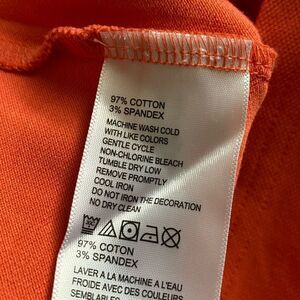 97% COTTON
3% SPANDEX
MACHINE WASH COLD
WITH LIKE COLORS
GENTLE CYCLE
NON-CHLORINE BLEACH
TUMBLE DRY LOW
REMOVE PROMPTLY
COOL IRON
DO NOT IRON THE DECORATION
NO DRY CLEAN
97% COTON
3% SPANDEX
LAVER A LA MACHINE A L'EAU
FROIDE AVEC DES COULEURS
SEMBLABLES